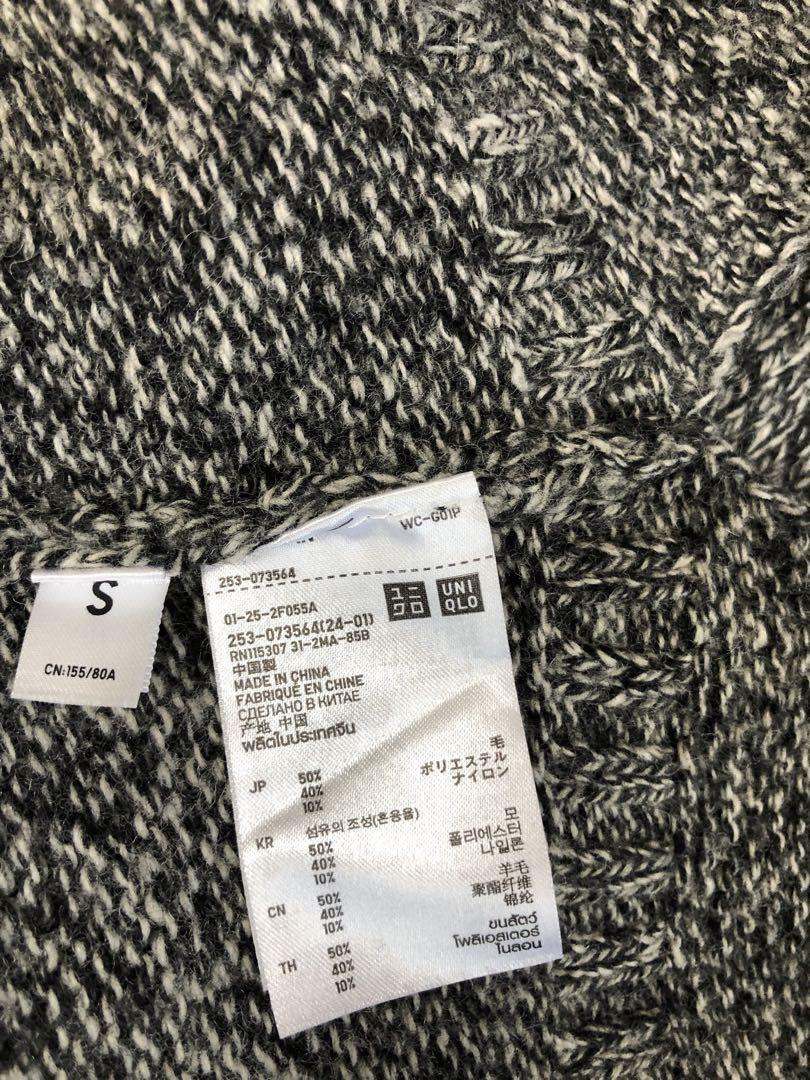 S
CN:155/80A
WC-G01P
253-073564
ユニ
クロ
UNI
QLO
01-25-2F055A
253-073564(24-01)
RN115307 31-2MA-85B
中国製
MADE IN CHINA
FABRIQUÉ EN CHINE
СДЕЛАНО В КИТАЕ
产地 中国
ผลิตในประเทศจีน
JP 50% 毛
40% ポリエステル
10% ナイロン
KR 섬유의 조성(혼용율)
50% 모
40% 폴리에스터
10% 나일론
CN 50% 羊毛
40% 聚酯纤维
10% 锦纶
TH 50% ขนสัตว์
40% โพลีเอสเตอร์
10% ไนลอน